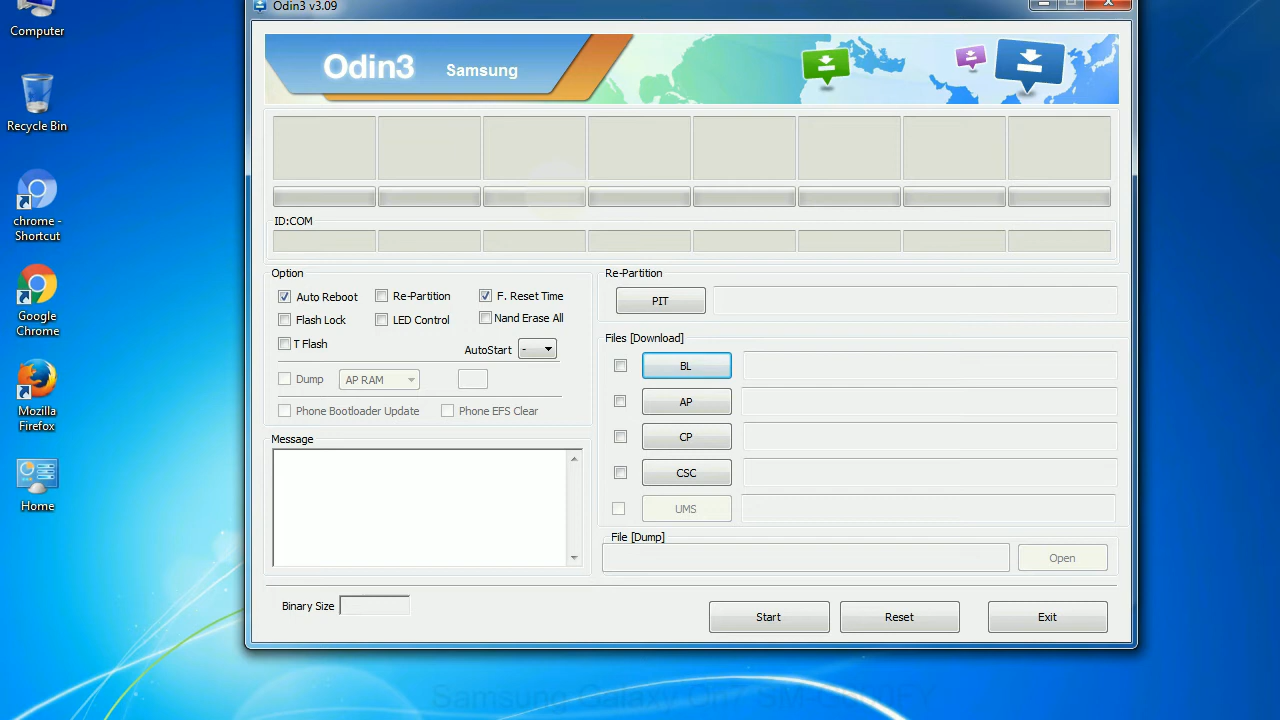 Odin3 v3.09
Computer
Recycle Bin
chrome -
Shortcut
Google
Chrome
Mozilla
Firefox
Home
Odin3 Samsung
ID:COM
Option
Auto Reboot
Re-Partition
F. Reset Time
Flash Lock
LED Control
Nand Erase All
T Flash
AutoStart -
Dump AP RAM
Phone Bootloader Update
Phone EFS Clear
Message
Re-Partition
PIT
Files [Download]
BL
AP
CP
CSC
UMS
File [Dump]
Open
Binary Size
Start
Reset
Exit
Samsung Galaxy On7